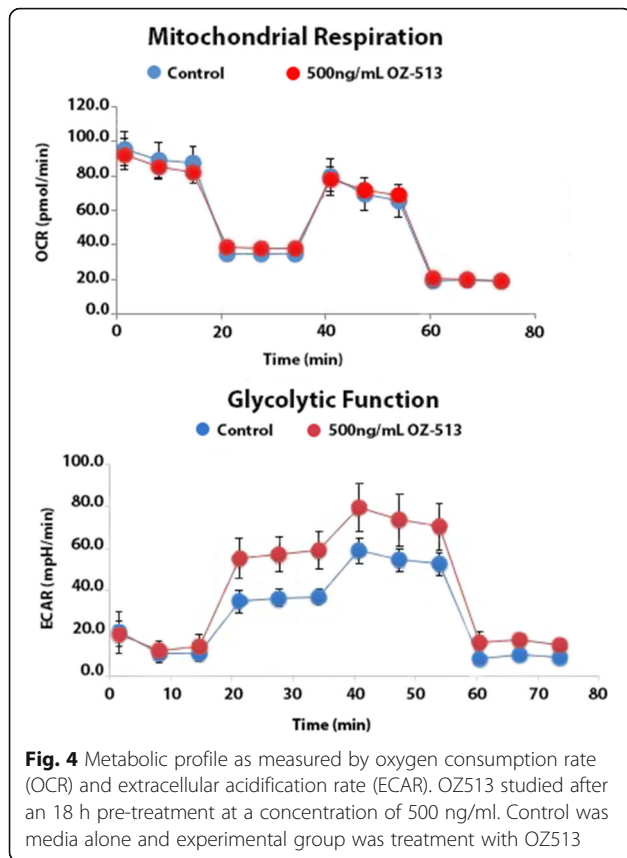 Mitochondrial Respiration
Control 500ng/mL OZ-513
120.0
100.0
80.0
60.0
40.0
20.0
0.0
OCR (pmol/min)
0 20 40 60 80
Time (min)
Glycolytic Function
Control 500ng/mL OZ-513
100.0
80.0
60.0
40.0
20.0
0.0
ECAR (mpH/min)
0 10 20 30 40 50 60 70 80
Time (min)
Fig. 4 Metabolic profile as measured by oxygen consumption rate
(OCR) and extracellular acidification rate (ECAR). OZ513 studied after
an 18 h pre-treatment at a concentration of 500 ng/ml. Control was
media alone and experimental group was treatment with OZ513